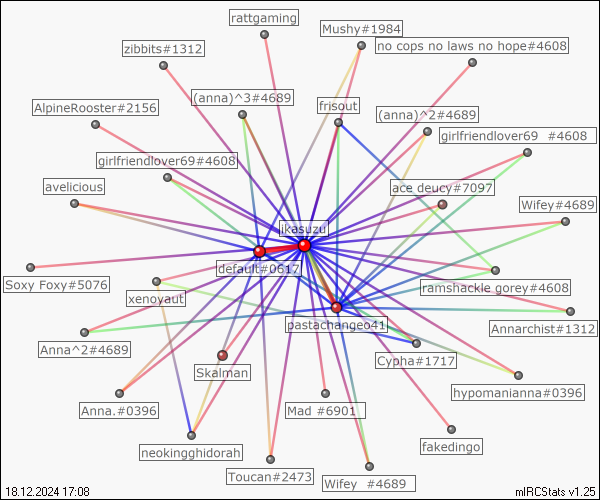 rattgaming
Mushy#1984
zibbits#1312
no cops no laws no hope#4608
(anna)^3#4689
frisout
AlpineRooster#2156
(anna)^2#4689
girlfriendlover69 #4608
girlfriendlover69#4608
avelicious
ace deucy#7097
Wifey#4689
ikasuzu
default#0617
Soxy Foxy#5076
ramshackle gorey#4608
xenoyaut
pastachangeo41
Annarchist#1312
Anna^2#4689
Cypha#1717
Skalman
hypomanianna#0396
Anna.#0396
Mad #6901
neokingghidorah
fakedingo
Toucan#2473
Wifey #4689
18.12.2024 17:08
mIRCStats v1.25